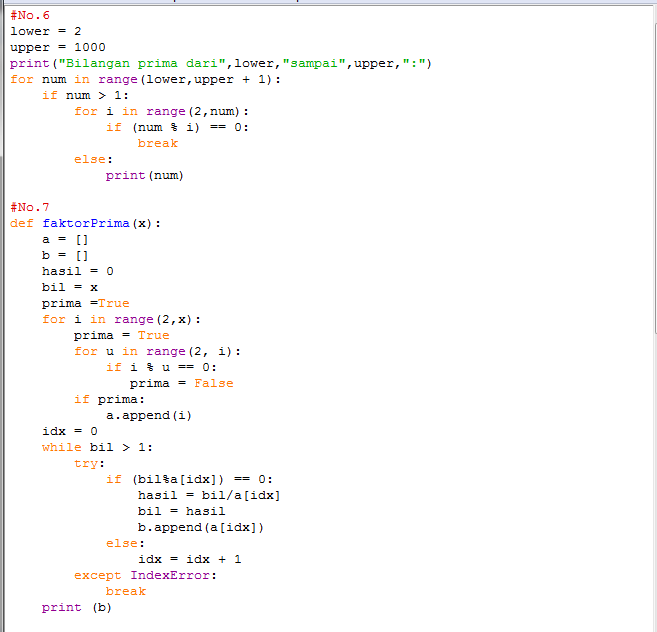 #No.6
lower = 2
upper = 1000
print("Bilangan prima dari",lower,"sampai",upper,":")
for num in range(lower,upper + 1):
    if num > 1:
        for i in range(2,num):
            if (num % i) == 0:
                break
        else:
            print(num)

#No.7
def faktorPrima(x):
    a = []
    b = []
    hasil = 0
    bil = x
    prima =True
    for i in range(2,x):
        prima = True
        for u in range(2, i):
            if i % u == 0:
               prima = False
        if prima:
            a.append(i)
    idx = 0
    while bil > 1:
        try:
            if (bil%a[idx]) == 0:
                hasil = bil/a[idx]
                bil = hasil
                b.append(a[idx])
            else:
                idx = idx + 1
        except IndexError:
            break
    print (b)